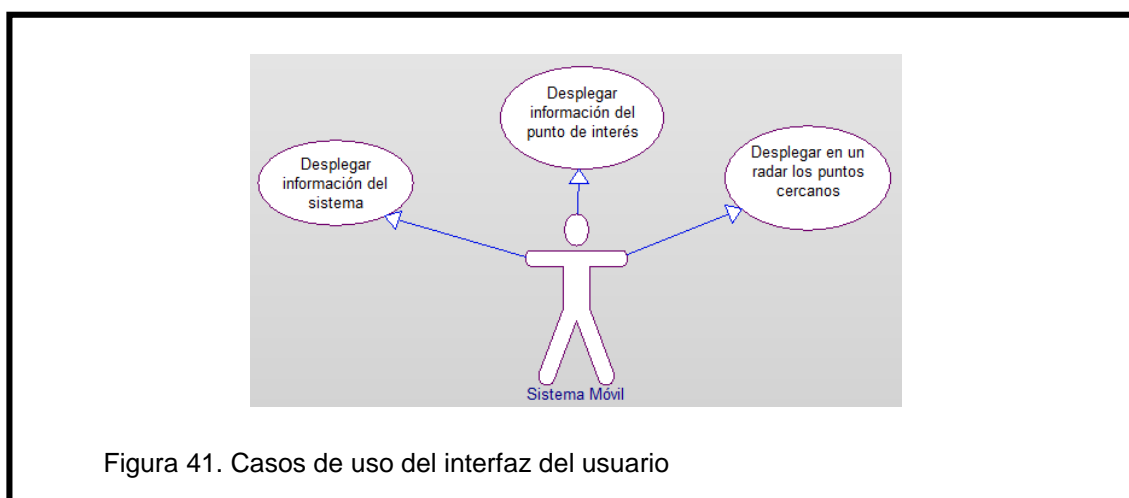 Desplegar
información del
punto de interés
Desplegar
información del
sistema
Desplegar en un
radar los puntos
cercanos
Sistema Móvil
Figura 41. Casos de uso del interfaz del usuario